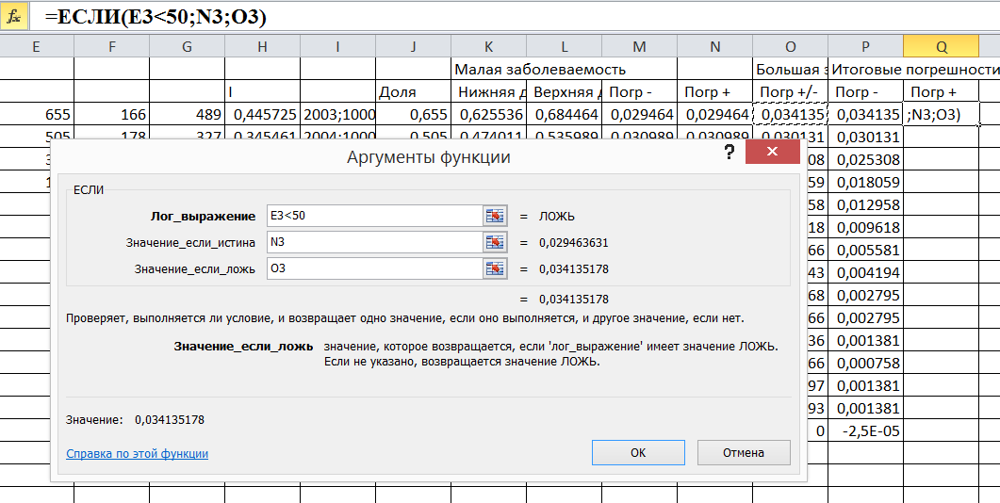 fx =ЕСЛИ(E3<50;N3;O3)
E F G H I J K L M N O P Q
Малая заболеваемость Большая з Итоговые погрешности
I Доля Нижняя д Верхняя д Погр - Погр + Погр +/- Погр - Погр +
655 166 489 0,445725 2003;1000 0,655 0,625536 0,684464 0,029464 0,029464 0,034135 0,034135 ;N3;O3)
505 178 327 0,345461 2004;1000 0,505 0,474011 0,535989 0,030989 0,030989 0,030131 0,030131
Аргументы функции ?
08 0,025308
59 0,018059
ЕСЛИ
58 0,012958
Лог_выражение E3<50 = ЛОЖЬ
18 0,009618
Значение_если_истина N3 = 0,029463631
66 0,005581
Значение_если_ложь O3 = 0,034135178
43 0,004194
= 0,034135178
68 0,002795
Проверяет, выполняется ли условие, и возвращает одно значение, если оно выполняется, и другое значение, если нет.
66 0,002795
Значение_если_ложь значение, которое возвращается, если 'лог_выражение' имеет значение ЛОЖЬ.
Если не указано, возвращается значение ЛОЖЬ.
36 0,001381
66 0,000758
97 0,001381
93 0,001381
Значение: 0,034135178
0 -2,5E-05
Справка по этой функции OK Отмена